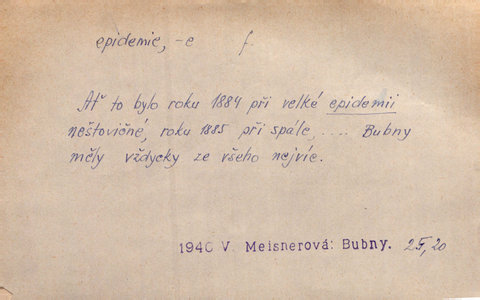 epidemie, -e f.
Ať to bylo roku 1884 při velké epidemii
neštovičné, roku 1885 při spále, .... Bubny
měly vždycky ze všeho nejvíc.
1940 V. Meisnerová: Bubny. 20